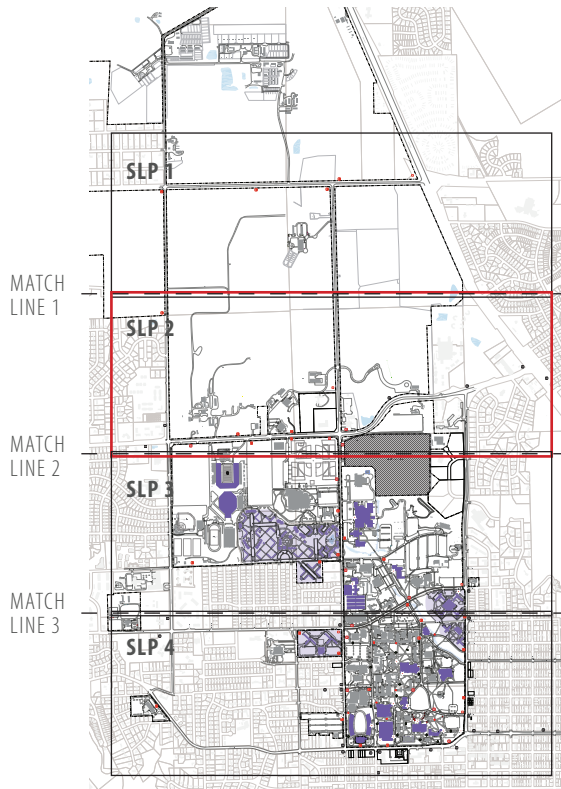 SLP 1
MATCH
LINE 1
SLP 2
MATCH
LINE 2
SLP 3
MATCH
LINE 3
SLP 4